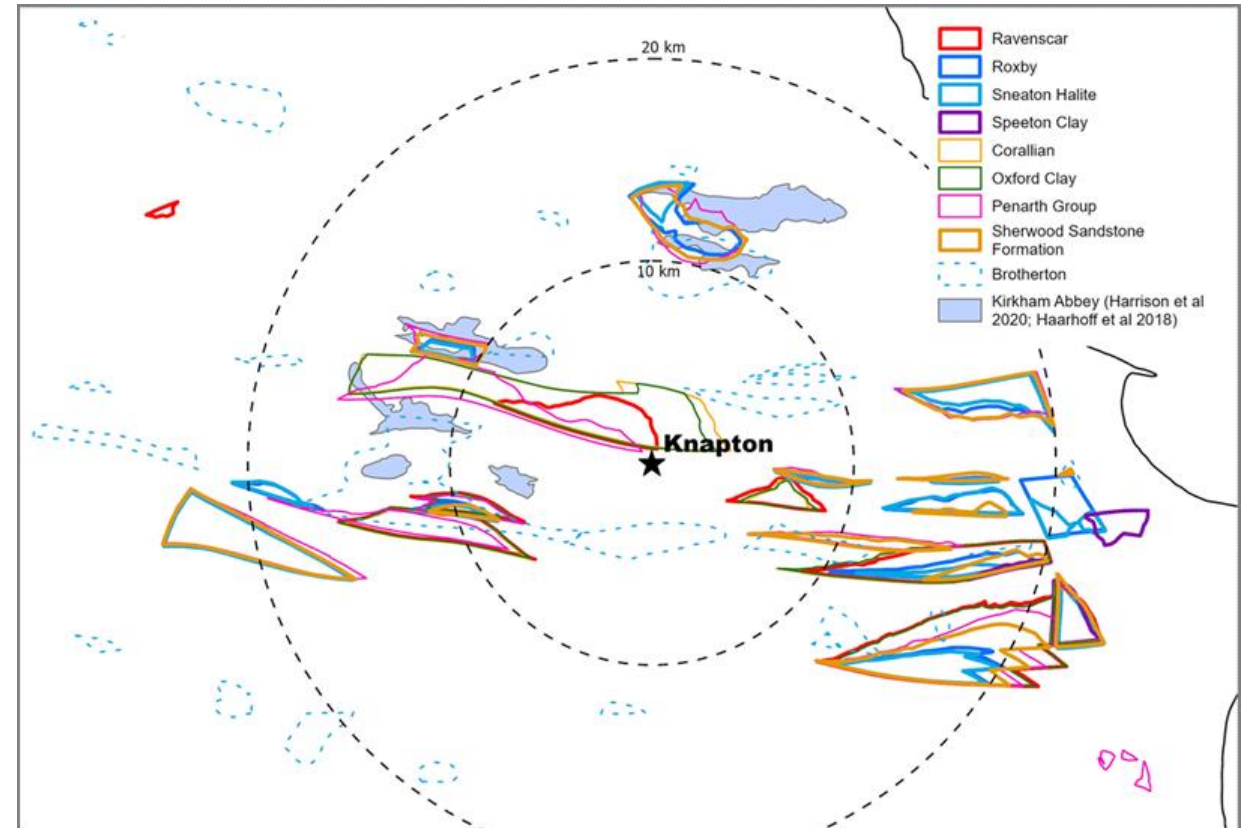 20 km
Ravenscar
Roxby
Sneaton Halite
Speeton Clay
Corallian
Oxford Clay
Penarth Group
Sherwood Sandstone
Formation
Brotherton
Kirkham Abbey (Harrison et al
2020; Haarhoff et al 2018)
10 km
Knapton